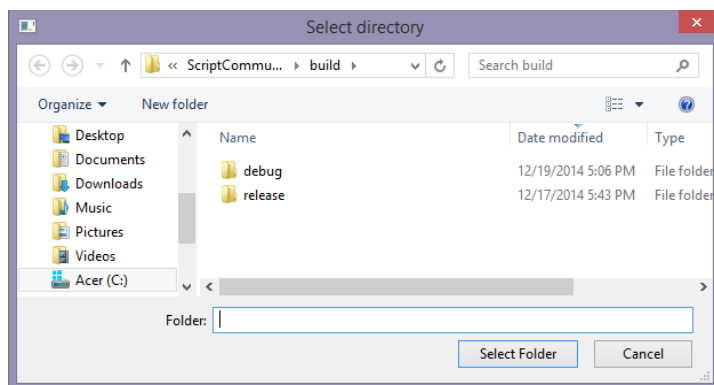 Select directory
« ScriptCommu... build Search build
Organize New folder
Name Date modified Type
Desktop
Documents
Downloads
Music
Pictures
Videos
Acer (C:)
debug 12/19/2014 5:06 PM File folder
release 12/17/2014 5:43 PM File folder
Folder:
Select Folder Cancel